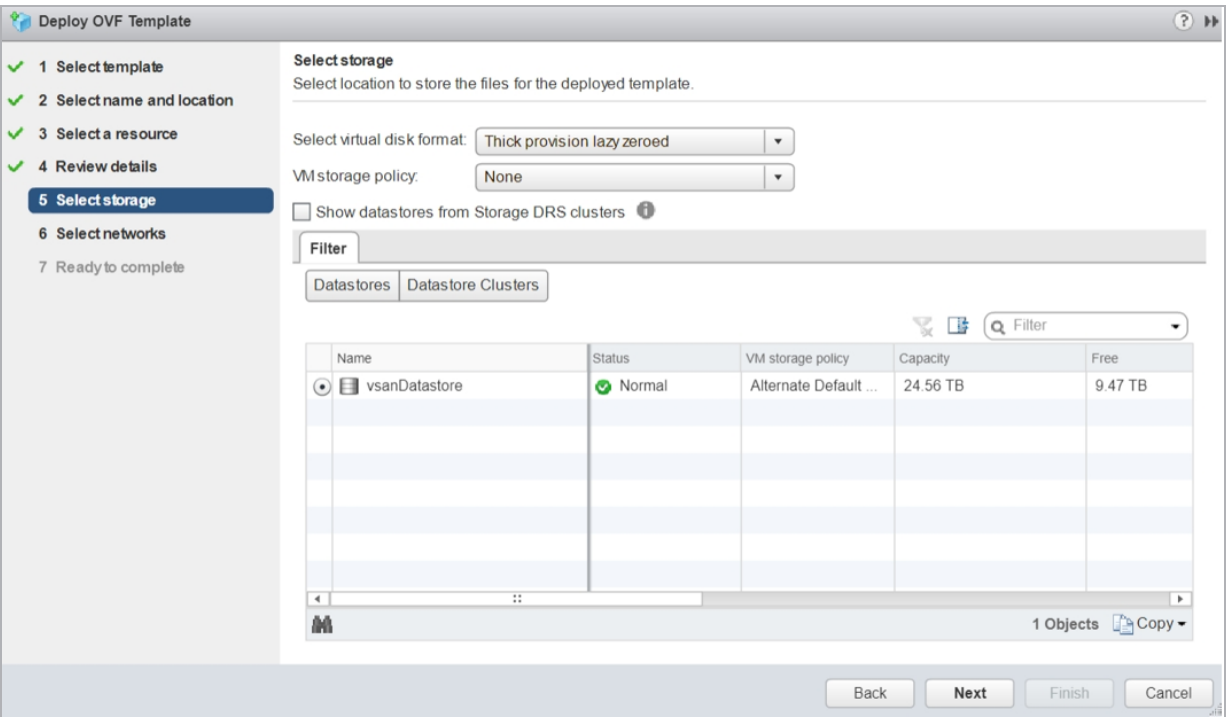 Deploy OVF Template
1 Select template
2 Select name and location
3 Select a resource
4 Review details
5 Select storage
6 Select networks
7 Ready to complete
Select storage
Select location to store the files for the deployed template.
Select virtual disk format: Thick provision lazy zeroed
VM storage policy: None
Show datastores from Storage DRS clusters
Filter
Datastores Datastore Clusters
Filter
Name Status VM storage policy Capacity Free
vsanDatastore Normal Alternate Default ... 24.56 TB 9.47 TB
1 Objects Copy
Back Next Finish Cancel